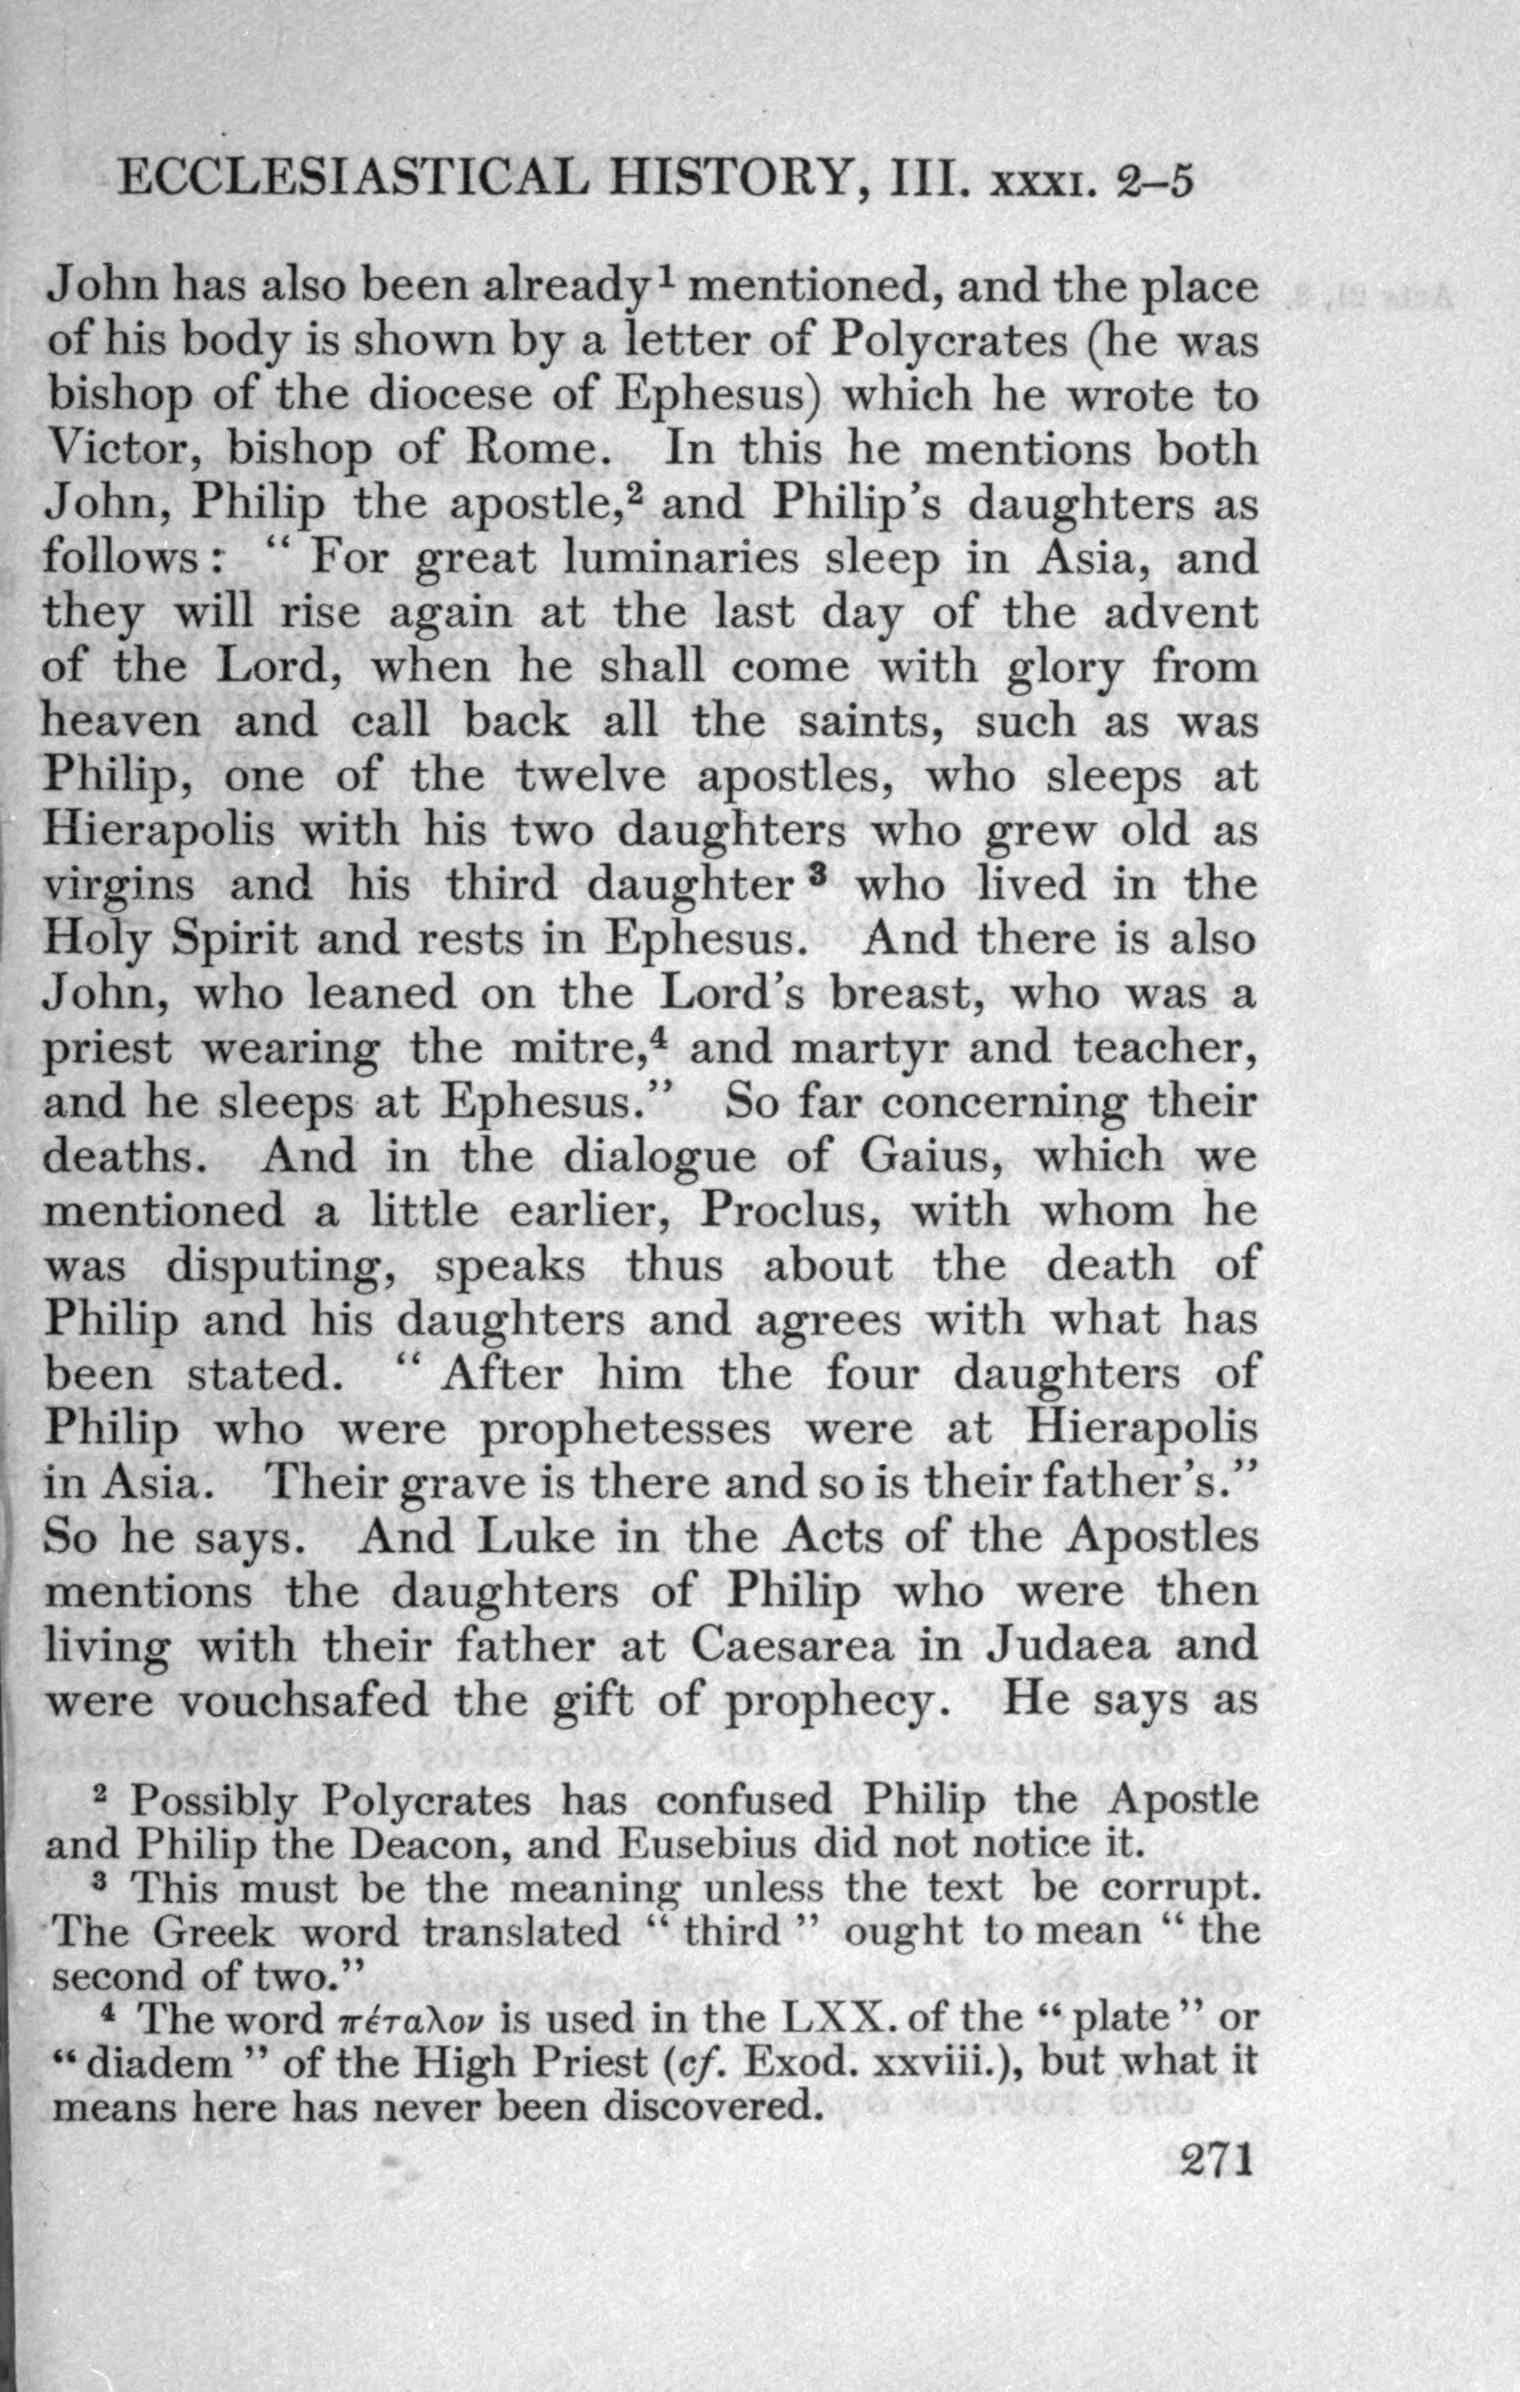 ECCLESIASTICAL HISTORY, III. XXXI. 2–5
John has also been already¹ mentioned, and the place
of his body is shown by a letter of Polycrates (he was
bishop of the diocese of Ephesus) which he wrote to
Victor, bishop of Rome. In this he mentions both
John, Philip the apostle,² and Philip's daughters as
follows: “ For great luminaries sleep in Asia, and
they will rise again at the last day of the advent
of the Lord, when he shall come with glory from
heaven and call back all the saints, such as was
Philip, one of the twelve apostles, who sleeps at
Hierapolis with his two daughters who grew old as
virgins and his third daughter ³ who lived in the
Holy Spirit and rests in Ephesus. And there is also
John, who leaned on the Lord's breast, who was a
priest wearing the mitre,⁴ and martyr and teacher,
and he sleeps at Ephesus.” So far concerning their
deaths. And in the dialogue of Gaius, which we
mentioned a little earlier, Proclus, with whom he
was disputing, speaks thus about the death of
Philip and his daughters and agrees with what has
been stated. “ After him the four daughters of
Philip who were prophetesses were at Hierapolis
in Asia. Their grave is there and so is their father's.”
So he says. And Luke in the Acts of the Apostles
mentions the daughters of Philip who were then
living with their father at Caesarea in Judaea and
were vouchsafed the gift of prophecy. He says as
² Possibly Polycrates has confused Philip the Apostle
and Philip the Deacon, and Eusebius did not notice it.
³ This must be the meaning unless the text be corrupt.
The Greek word translated “ third ” ought to mean “ the
second of two.”
⁴ The word πέταλον is used in the LXX. of the “ plate ” or
“ diadem ” of the High Priest (cf. Exod. xxviii.), but what it
means here has never been discovered.
271